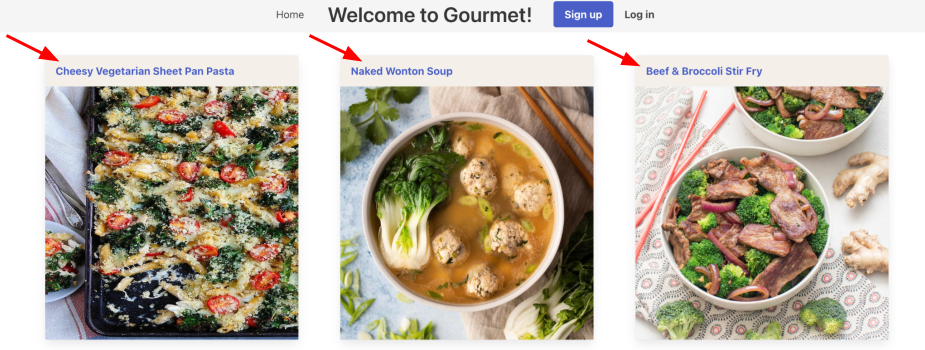 Home Welcome to Gourmet! Sign up Log in
Cheesy Vegetarian Sheet Pan Pasta
Naked Wonton Soup
Beef & Broccoli Stir Fry